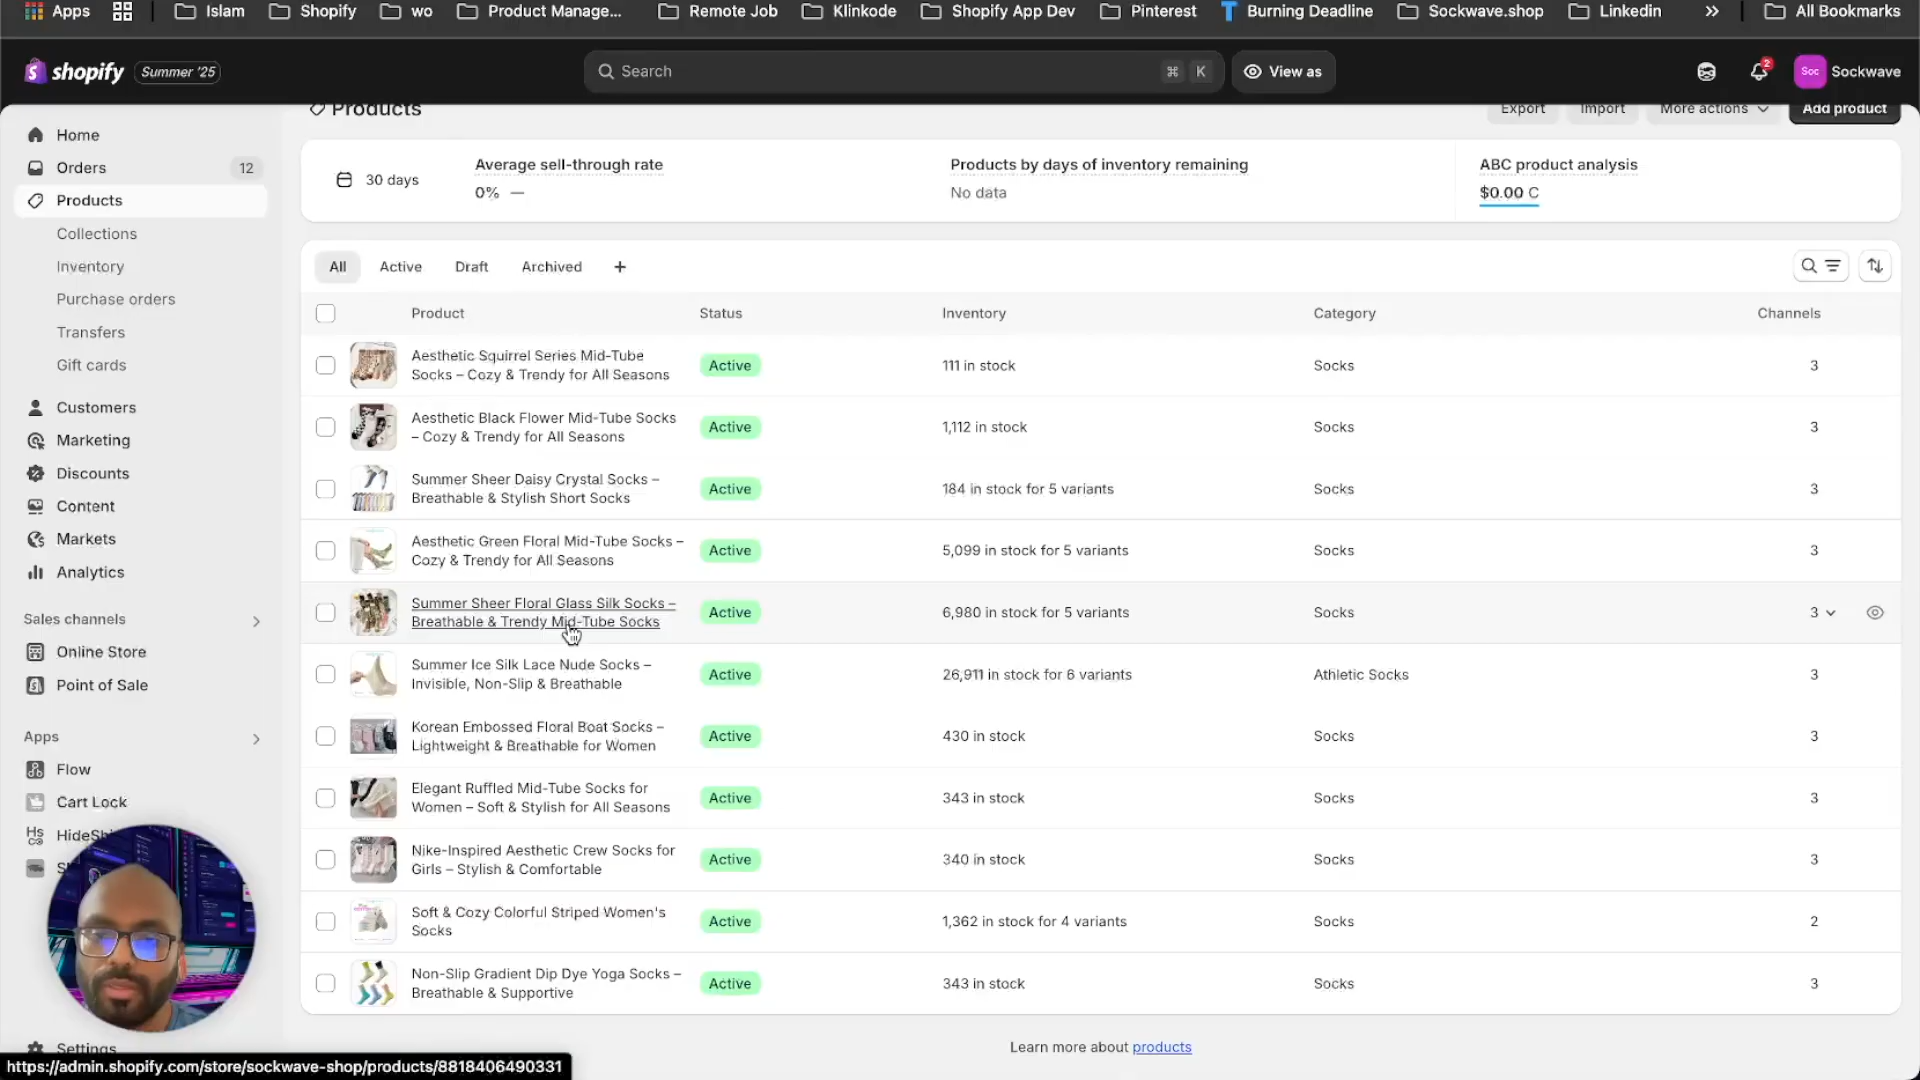 Apps
Islam
Shopify
wo
Product Manage...
Remote Job
Klinkode
Shopify App Dev
Pinterest
Burning Deadline
Sockwave.shop
Linkedin
All Bookmarks
shopify
Summer '25
Search
⌘ K
View as
2
Soc
Sockwave
Home
Orders 12
Products
Collections
Inventory
Purchase orders
Transfers
Gift cards
Customers
Marketing
Discounts
Content
Markets
Analytics
Sales channels
Online Store
Point of Sale
Apps
Flow
Cart Lock
Settings
Products
Export
Import
More actions
Add product
30 days
Average sell-through rate
0% —
Products by days of inventory remaining
No data
ABC product analysis
$0.00 C
All
Active
Draft
Archived
+
Product Status Inventory Category Channels
Aesthetic Squirrel Series Mid-Tube
Socks – Cozy & Trendy for All Seasons
Active
111 in stock
Socks
3
Aesthetic Black Flower Mid-Tube Socks
– Cozy & Trendy for All Seasons
Active
1,112 in stock
Socks
3
Summer Sheer Daisy Crystal Socks –
Breathable & Stylish Short Socks
Active
184 in stock for 5 variants
Socks
3
Aesthetic Green Floral Mid-Tube Socks –
Cozy & Trendy for All Seasons
Active
5,099 in stock for 5 variants
Socks
3
Summer Sheer Floral Glass Silk Socks –
Breathable & Trendy Mid-Tube Socks
Active
6,980 in stock for 5 variants
Socks
3
Summer Ice Silk Lace Nude Socks –
Invisible, Non-Slip & Breathable
Active
26,911 in stock for 6 variants
Athletic Socks
3
Korean Embossed Floral Boat Socks –
Lightweight & Breathable for Women
Active
430 in stock
Socks
3
Elegant Ruffled Mid-Tube Socks for
Women – Soft & Stylish for All Seasons
Active
343 in stock
Socks
3
Nike-Inspired Aesthetic Crew Socks for
Girls – Stylish & Comfortable
Active
340 in stock
Socks
3
Soft & Cozy Colorful Striped Women's
Socks
Active
1,362 in stock for 4 variants
Socks
2
Non-Slip Gradient Dip Dye Yoga Socks –
Breathable & Supportive
Active
343 in stock
Socks
3
Learn more about products
https://admin.shopify.com/store/sockwave-shop/products/8818406490331